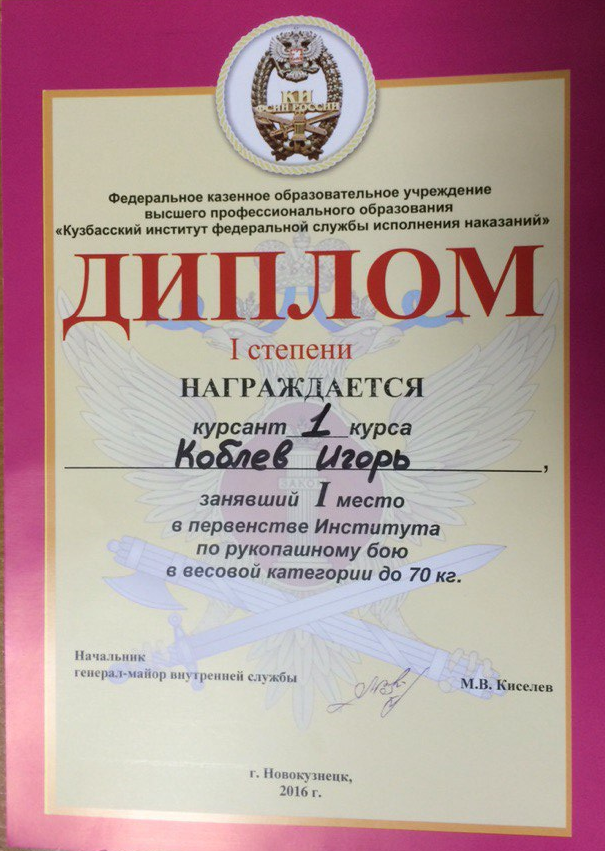 КИ
ФСИН РОССИИ
Федеральное казенное образовательное учреждение
высшего профессионального образования
«Кузбасский институт федеральной службы исполнения наказаний»
ДИПЛОМ
I степени
НАГРАЖДАЕТСЯ
курсант 1 курса
Коблев Игорь,
занявший I место
в первенстве Института
по рукопашному бою
в весовой категории до 70 кг.
ЗАКОН
Начальник
генерал-майор внутренней службы
М.В. Киселев
г. Новокузнецк,
2016 г.